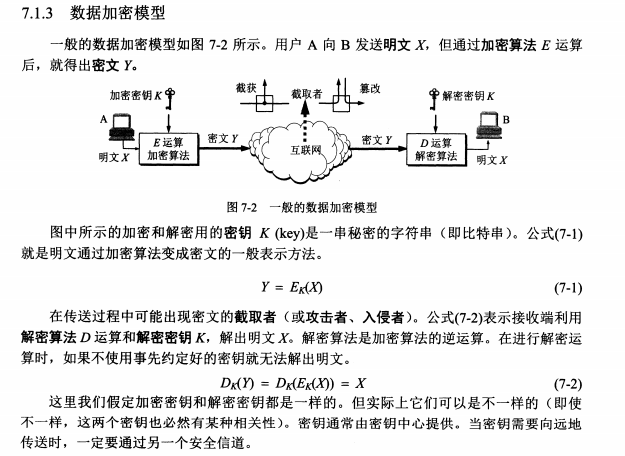 7.1.3 数据加密模型
一般的数据加密模型如图 7-2 所示。用户 A 向 B 发送明文 X，但通过加密算法 E 运算
后，就得出密文 Y。
加密密钥 K
截获
截取者
篡改
解密密钥 K
A
B
E 运算
加密算法
密文 Y
互联网
密文 Y
D 运算
解密算法
明文 X
明文 X
图 7-2 一般的数据加密模型
图中所示的加密和解密用的密钥 K (key)是一串秘密的字符串（即比特串）。公式(7-1)
就是明文通过加密算法变成密文的一般表示方法。
Y = EK(X) (7-1)
在传送过程中可能出现密文的截取者（或攻击者、入侵者）。公式(7-2)表示接收端利用
解密算法 D 运算和解密密钥 K，解出明文 X。解密算法是加密算法的逆运算。在进行解密运
算时，如果不使用事先约定好的密钥就无法解出明文。
DK(Y) = DK(EK(X)) = X (7-2)
这里我们假定加密密钥和解密密钥都是一样的。但实际上它们可以是不一样的（即使
不一样，这两个密钥也必然有某种相关性）。密钥通常由密钥中心提供。当密钥需要向远地
传送时，一定要通过另一个安全信道。